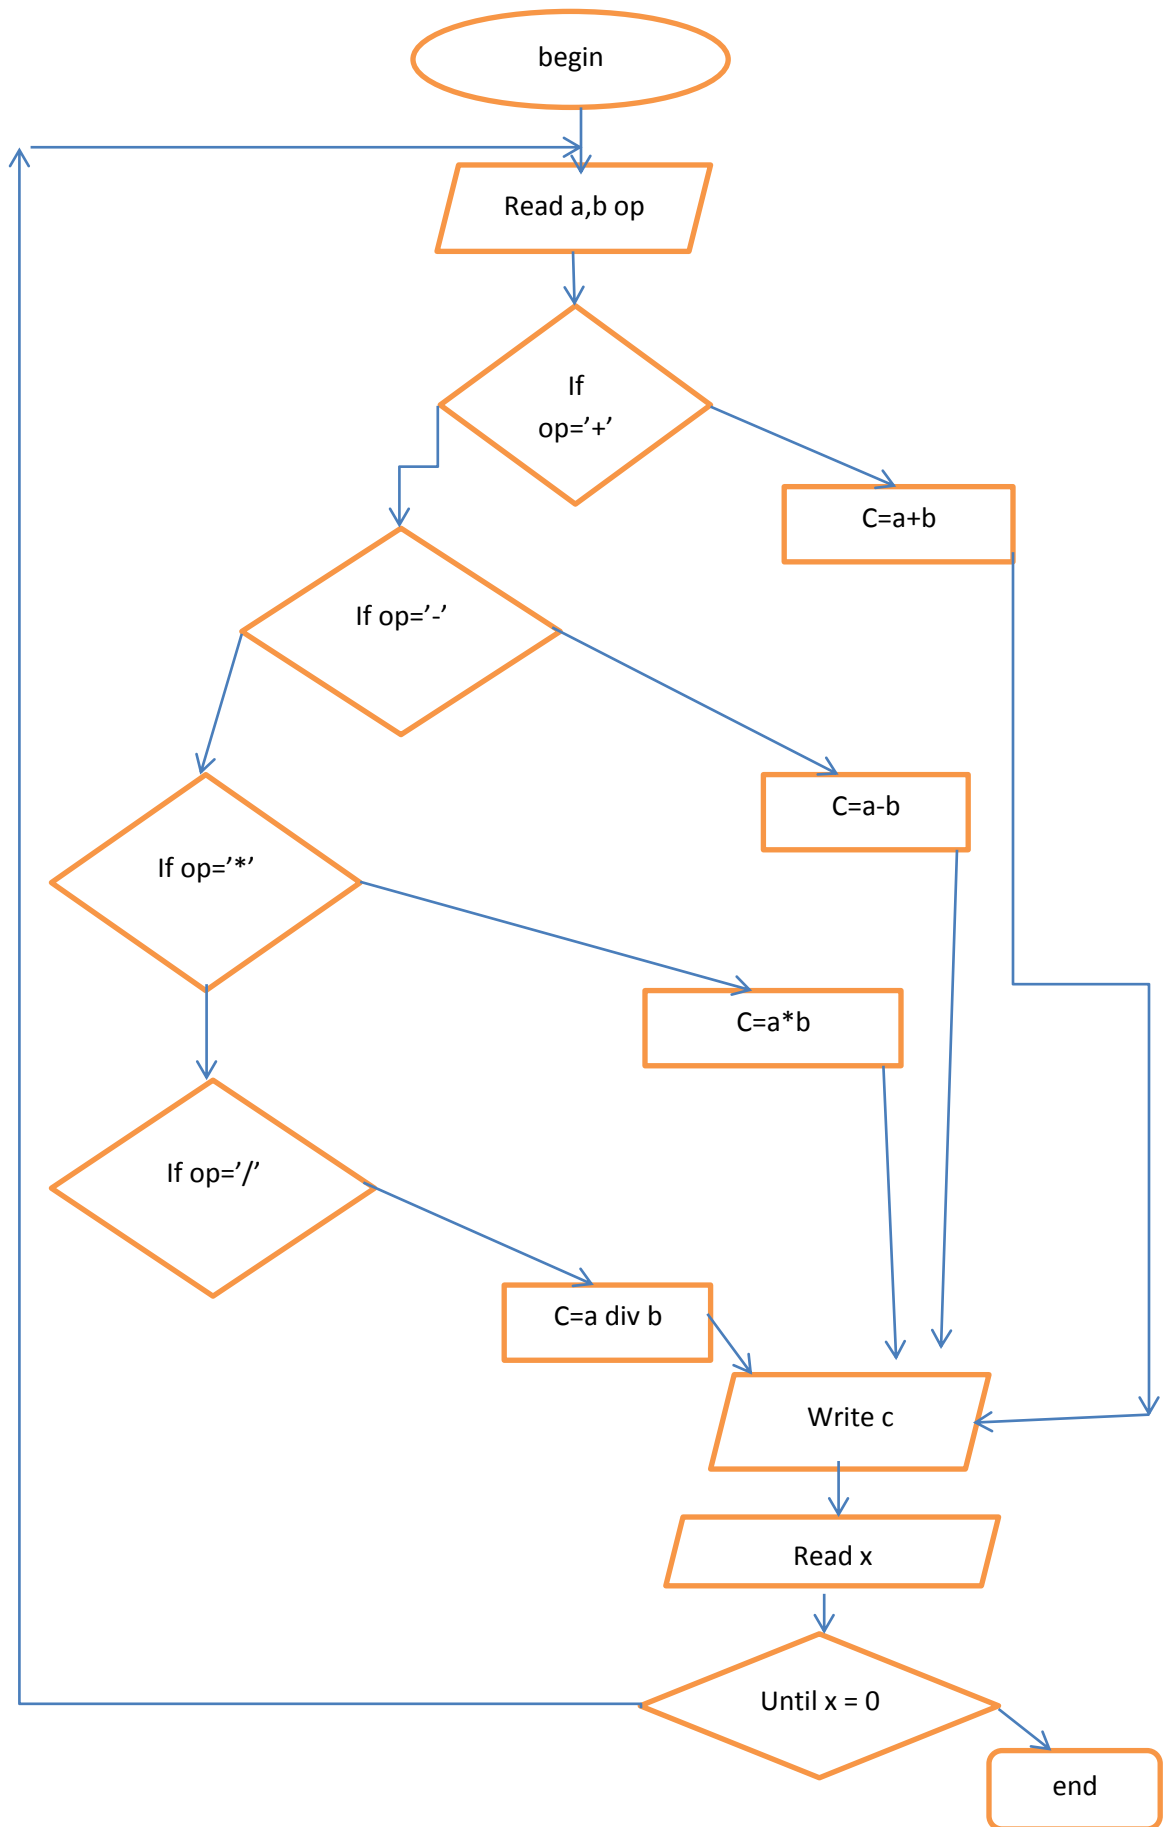 begin
Read a,b op
If
op=’+’
C=a+b
If op=’-’
C=a-b
If op=’*’
C=a*b
If op=’/’
C=a div b
Write c
Read x
Until x = 0
end